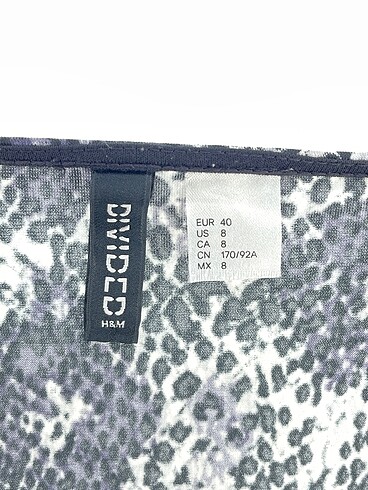 DIVIDED
H&M
EUR 40
US 8
CA 8
CN 170/92A
MX 8